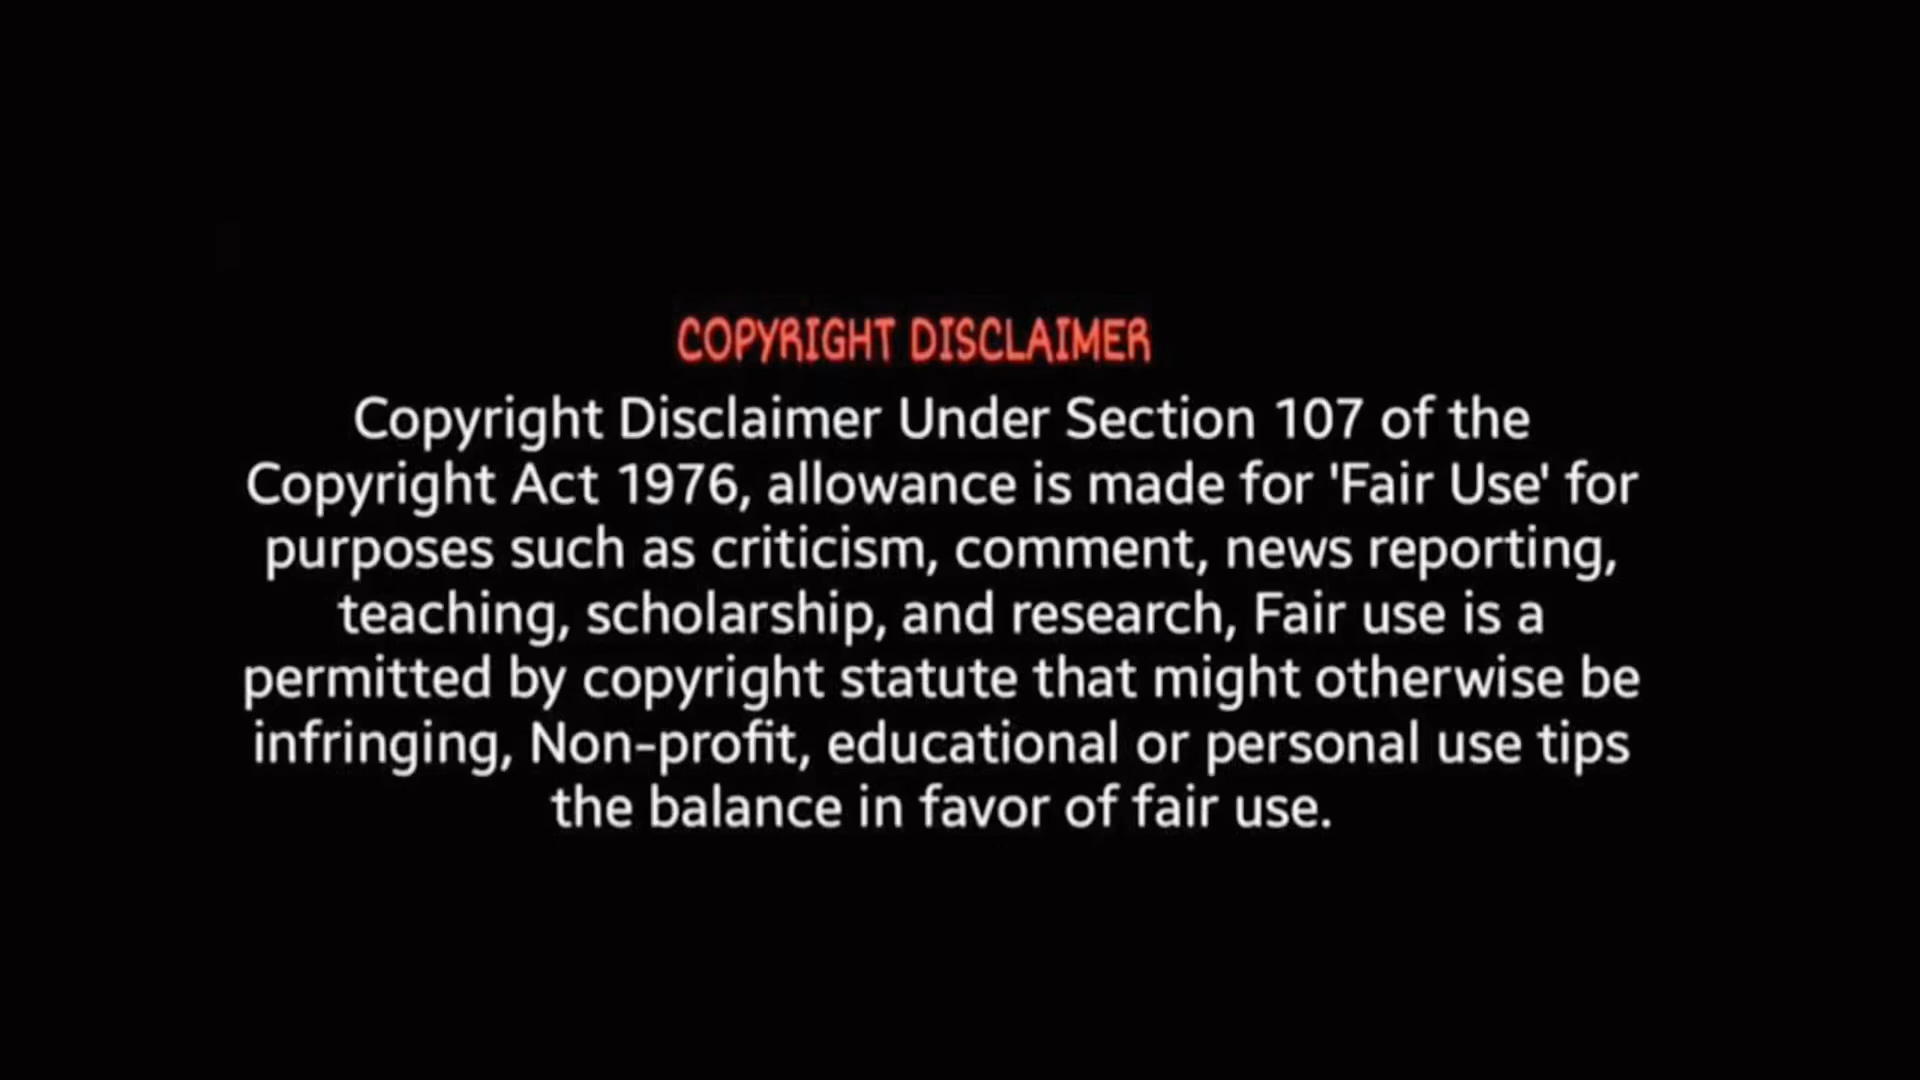 COPYRIGHT DISCLAIMER
Copyright Disclaimer Under Section 107 of the
Copyright Act 1976, allowance is made for 'Fair Use' for
purposes such as criticism, comment, news reporting,
teaching, scholarship, and research, Fair use is a
permitted by copyright statute that might otherwise be
infringing, Non-profit, educational or personal use tips
the balance in favor of fair use.